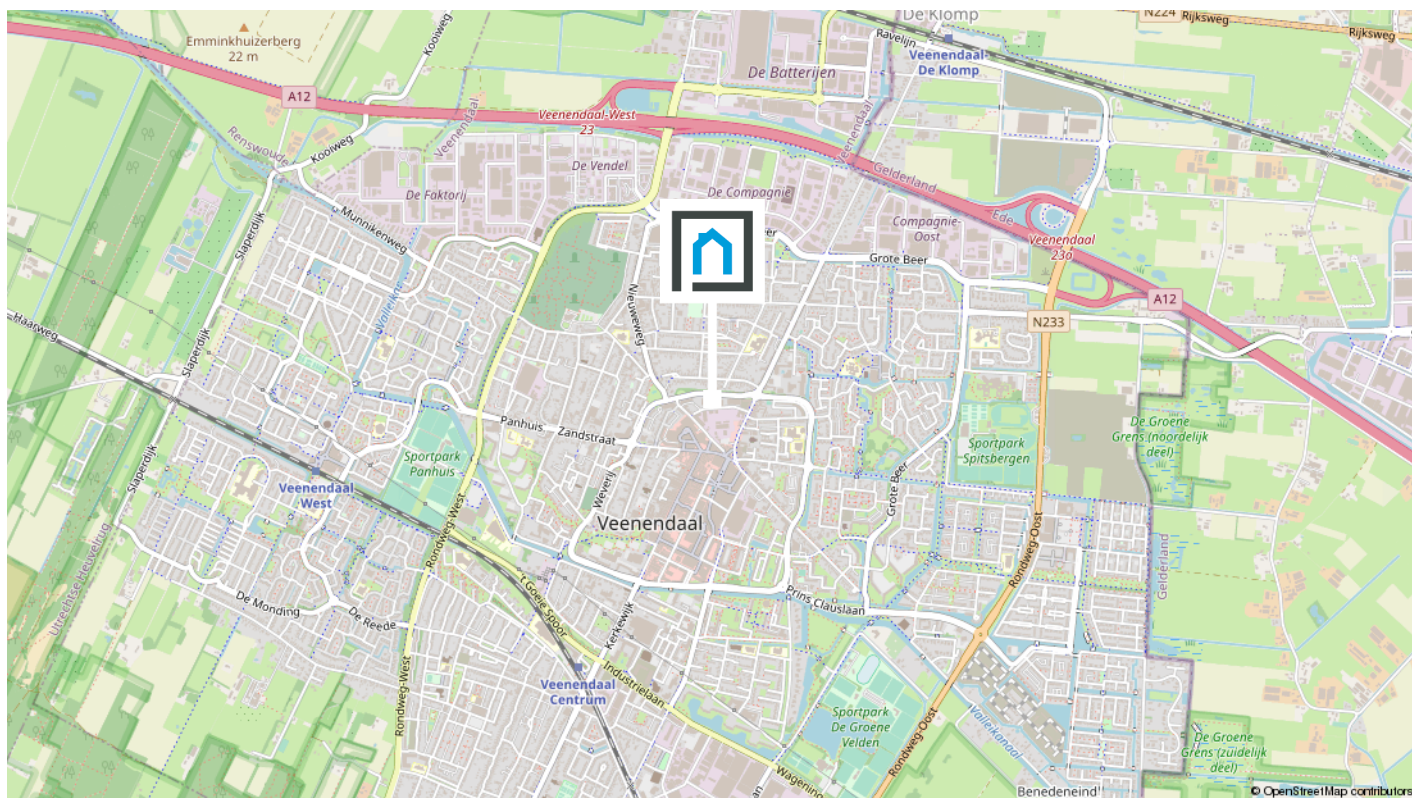 De Klomp
N224
Rijksweg
Rijksweg
Ravelijn
Kooiweg
Emminkhuizerberg
22 m
Veenendaal-
De Klomp
De Batterijen
A12
Veenendaal-West
23
Veenendaal
Veenendaal
Renswoude
Kooiweg
De Vendel
Gelderland
De Faktorij
De Compagnie
Ede
Slaperdijk
Munnikenweg
Compagnie-
Oost
Veenendaal
23a
Grote Beer
A12
N233
Nieuweweg
Valleikanaal
Haarweg
Slaperdijk
Panhuis
Zandstraat
De Groene
Grens (noordelijk
deel)
Sportpark
Spitsbergen
Sportpark
Panhuis
Slaperdijk
Weverij
Grote Beer
Veenendaal
West
Rondweg-West
Veenendaal
Rondweg-Oost
Gelderland
Utrechtse Heuvelrug
't Goeie Spoor
Prins Clauslaan
De Monding
De Reede
Kerkewijk
Industrielaan
Veenendaal
Centrum
Rondweg-West
Sportpark
De Groene
Velden
Rondweg-Oost
Valleikanaal
De Groene
Grens (zuidelijk
deel)
Benedeneind
© OpenStreetMap contributors